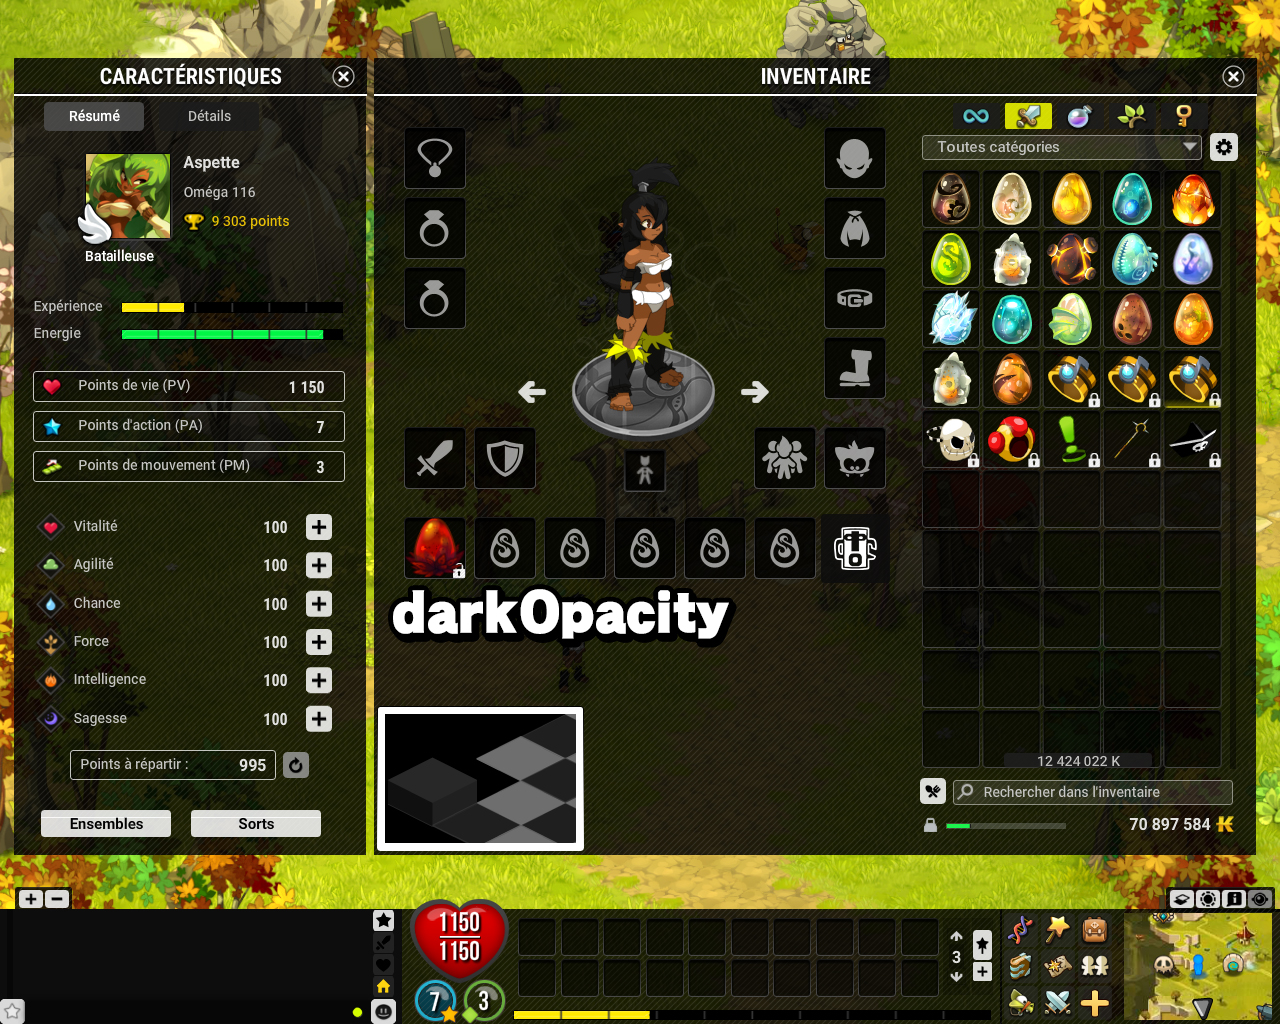 CARACTÉRISTIQUES
Résumé
Détails
Aspette
Oméga 116
9 303 points
Batailleuse
Expérience
Energie
Points de vie (PV) 1 150
Points d'action (PA) 7
Points de mouvement (PM) 3
Vitalité 100
Agilité 100
Chance 100
Force 100
Intelligence 100
Sagesse 100
Points à répartir : 995
Ensembles
Sorts
INVENTAIRE
Toutes catégories
darkOpacity
12 424 022 K
Rechercher dans l'inventaire
70 897 584
1150
1150
7
3
3